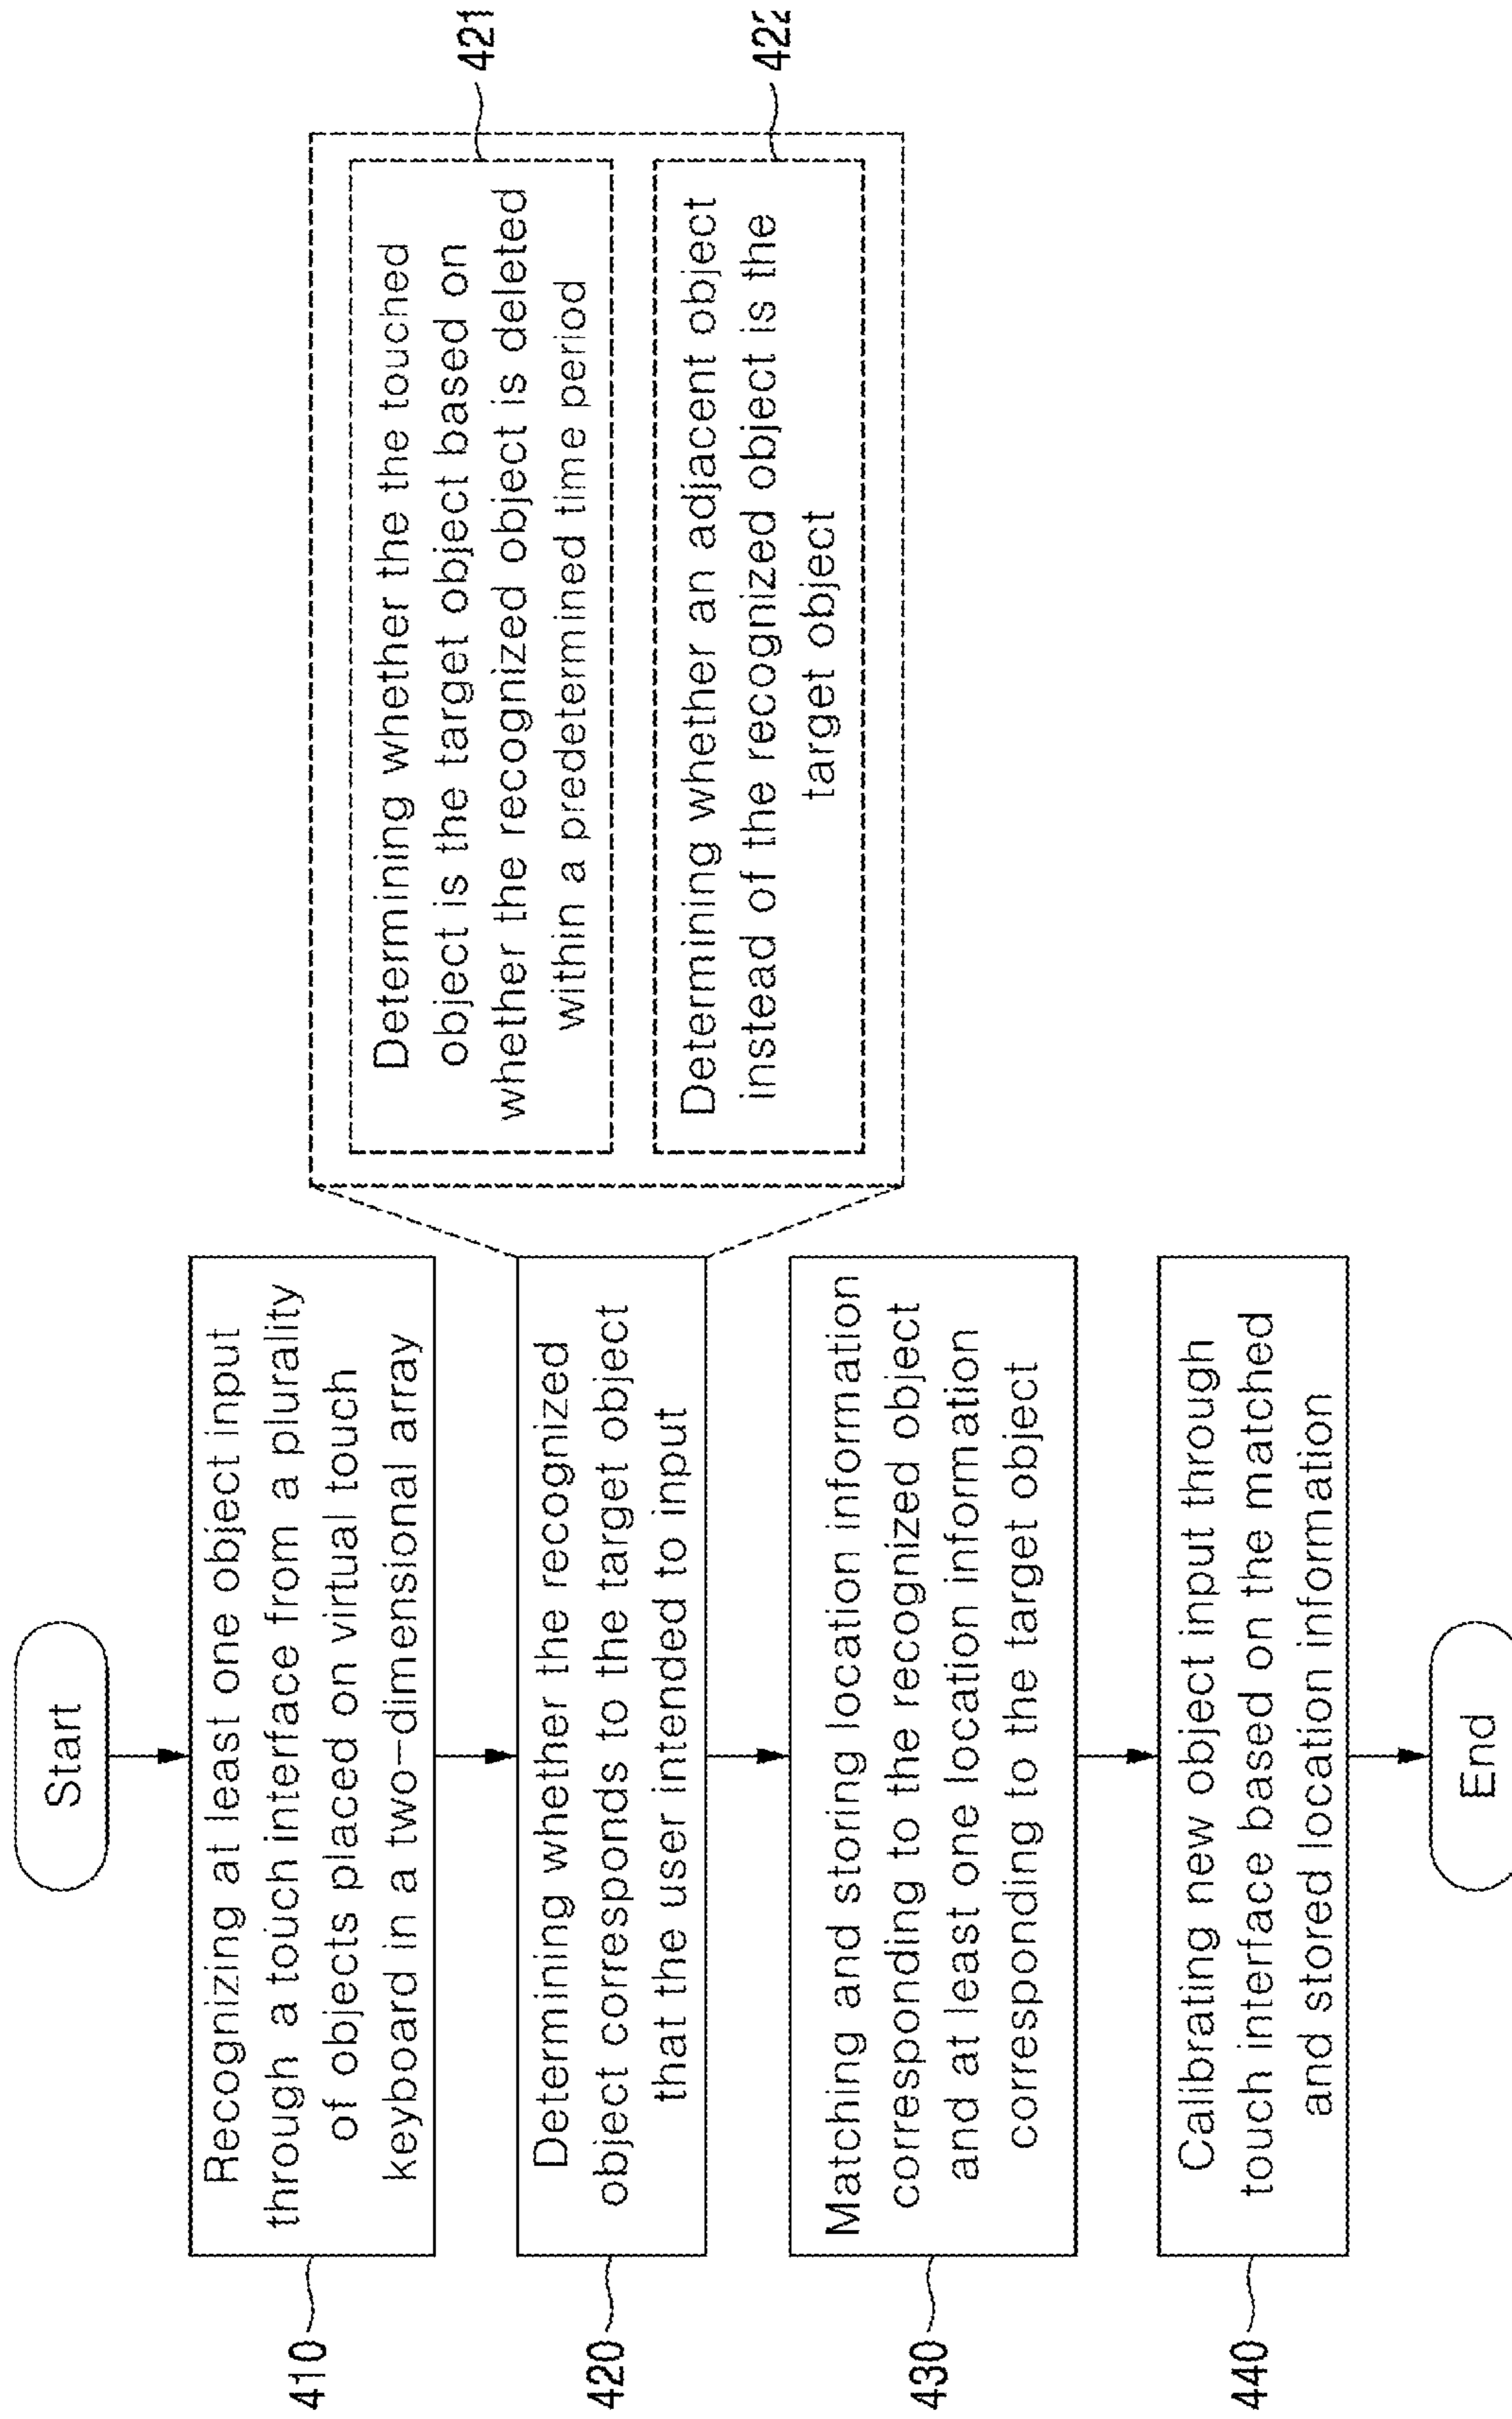 Start
410
Recognizing at least one object input
through a touch interface from a plurality
of objects placed on virtual touch
keyboard in a two-dimensional array
420
Determining whether the recognized
object corresponds to the target object
that the user intended to input
421
Determining whether the touched
object is the target object based on
whether the recognized object is deleted
within a predetermined time period
422
Determining whether an adjacent object
instead of the recognized object is the
target object
430
Matching and storing location information
corresponding to the recognized object
and at least one location information
corresponding to the target object
440
Calibrating new object input through
touch interface based on the matched
and stored location information
End